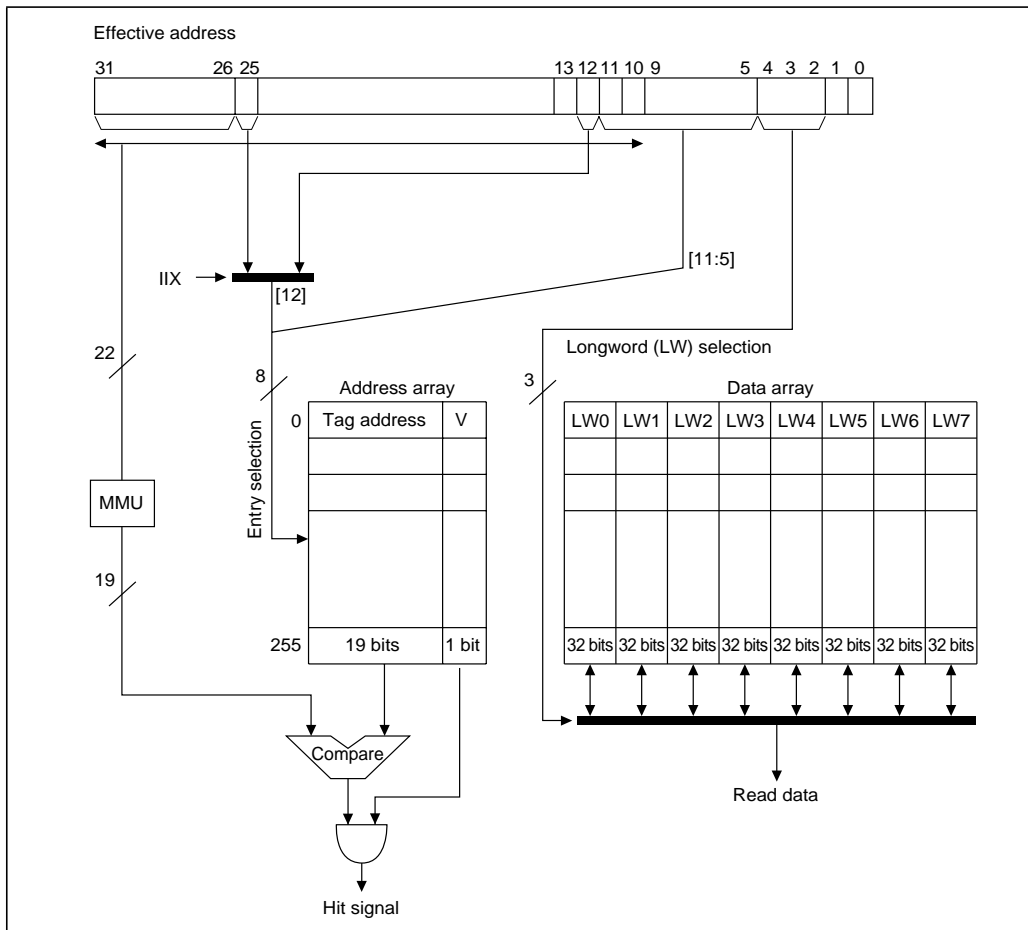 Effective address
31 26 25 13 12 11 10 9 5 4 3 2 1 0
IIX
[12]
[11:5]
22
8
3
Longword (LW) selection
Address array
Data array
0
Tag address V
LW0 LW1 LW2 LW3 LW4 LW5 LW6 LW7
Entry selection
MMU
19
255
19 bits 1 bit
32 bits 32 bits 32 bits 32 bits 32 bits 32 bits 32 bits 32 bits
Compare
Read data
Hit signal